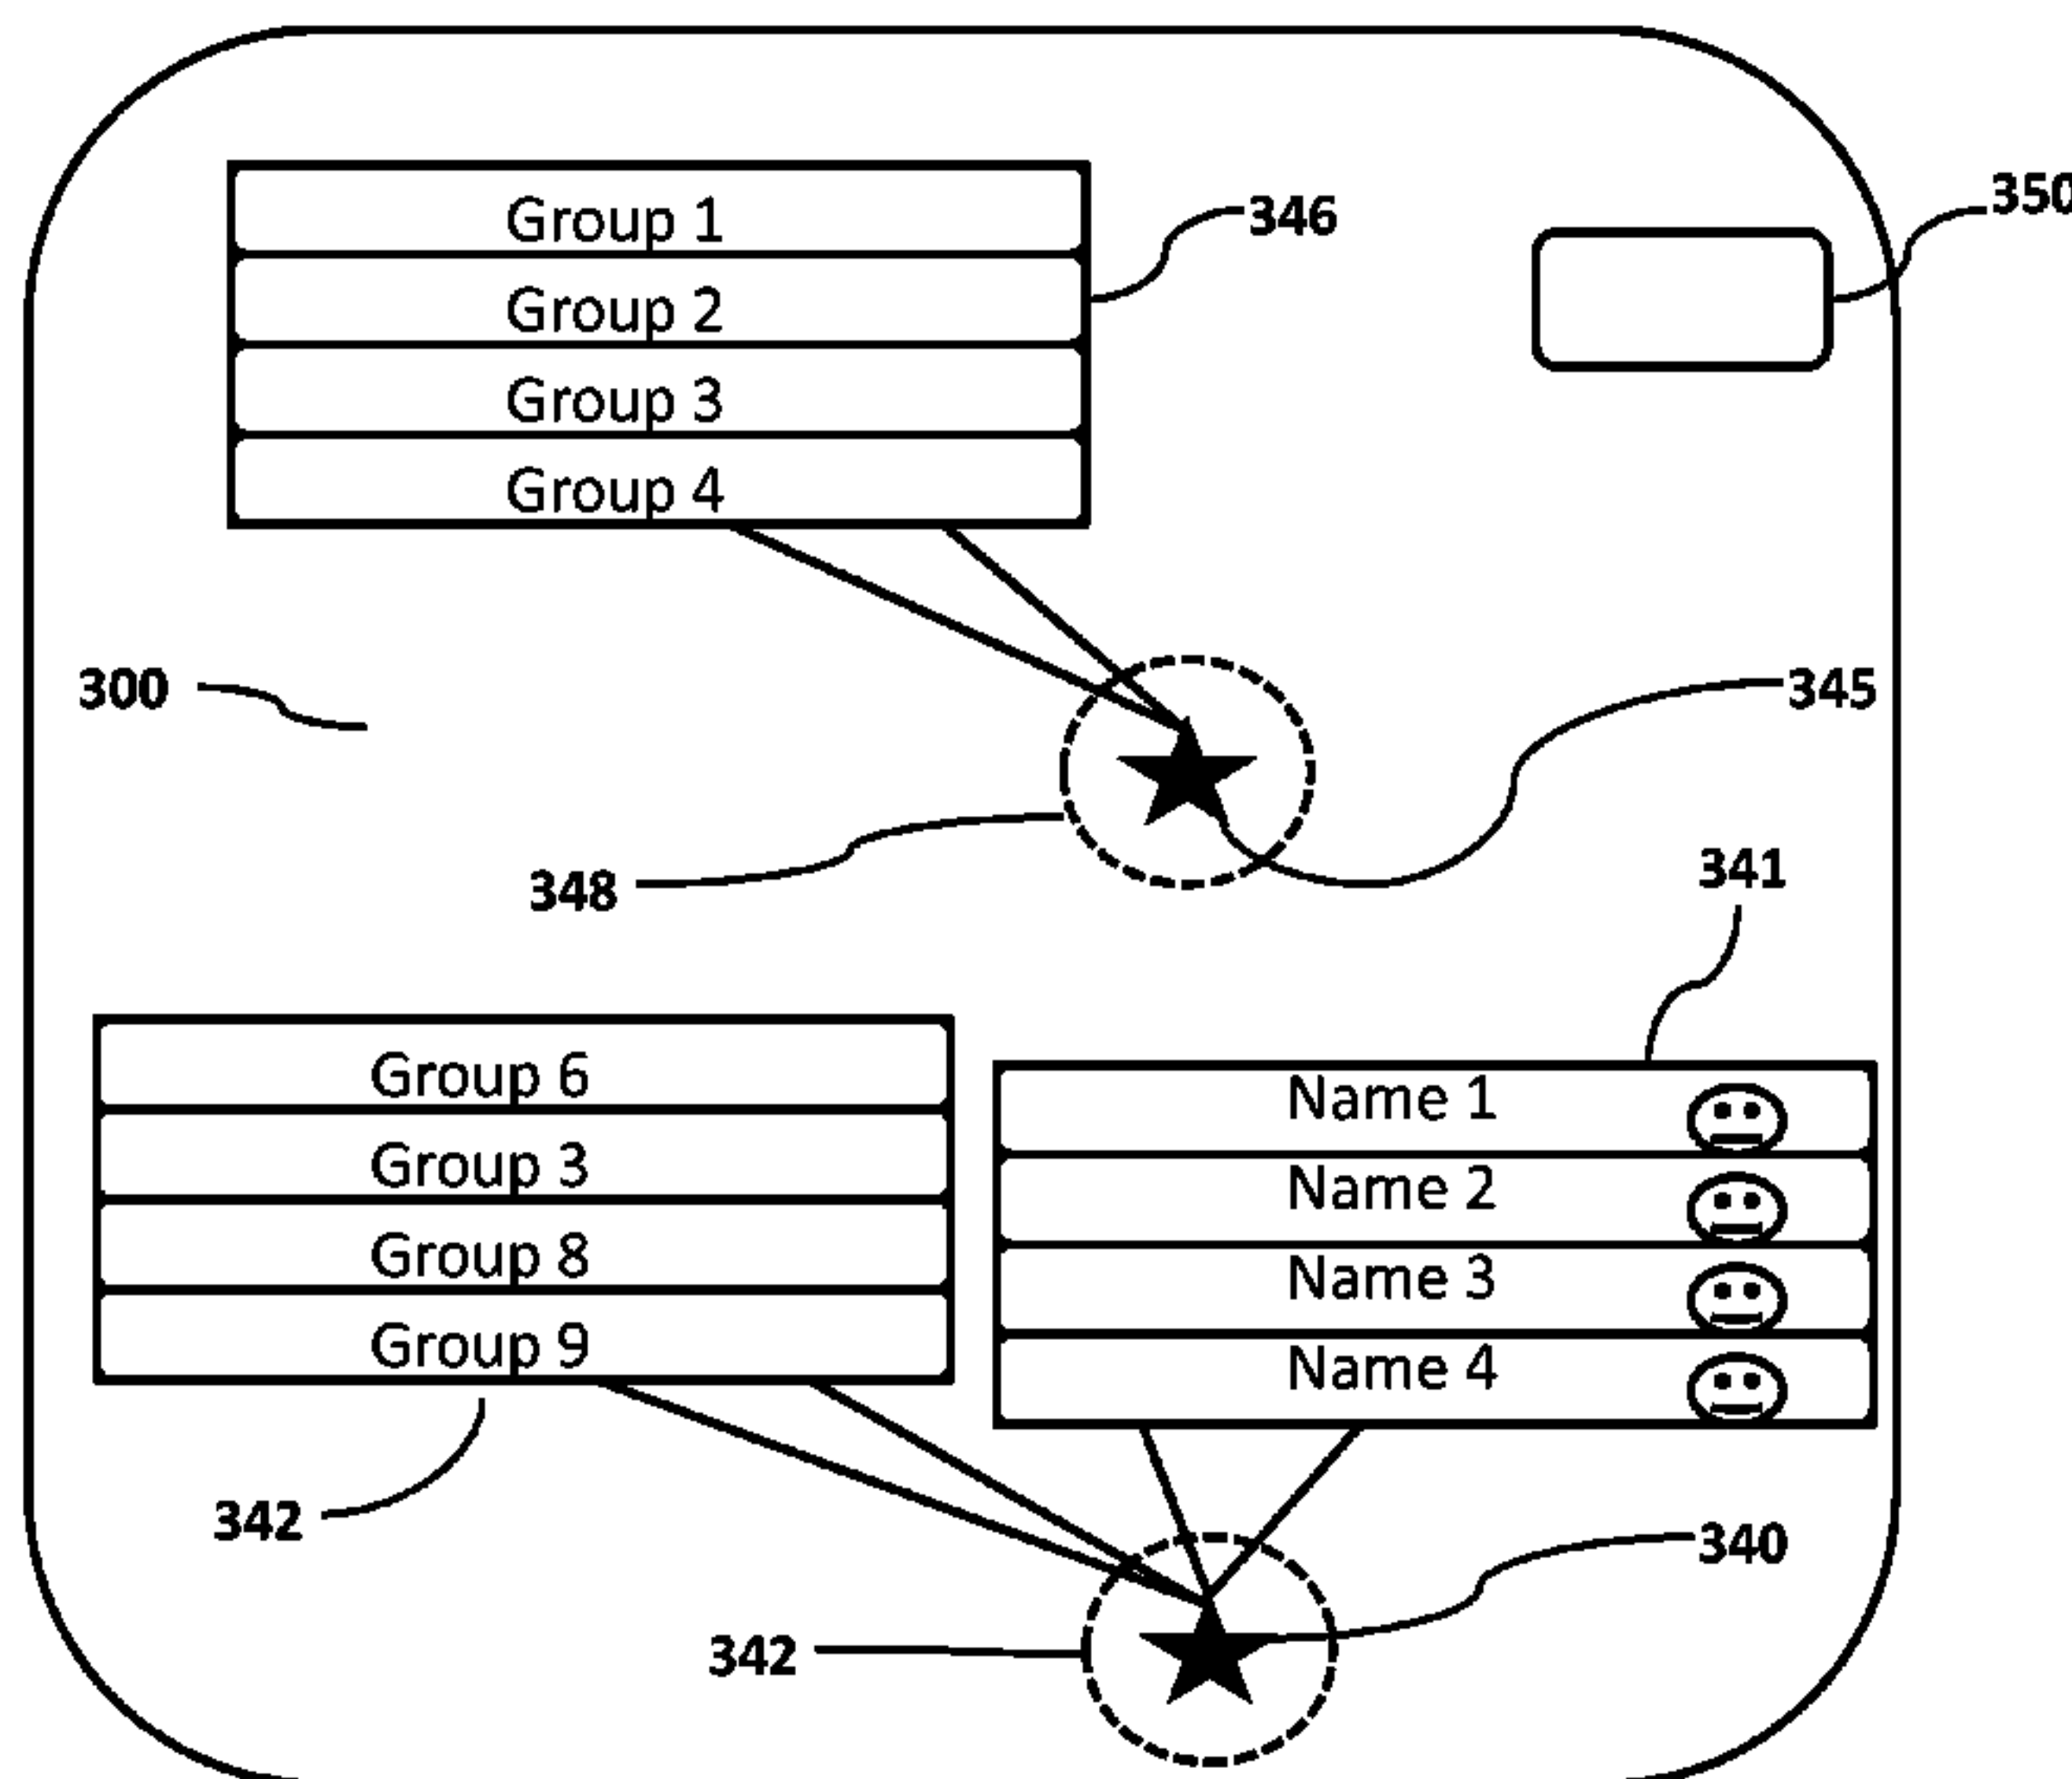 350
Group 1
346
Group 2
Group 3
Group 4
300
345
341
348
Group 6
Group 3
Group 8
Group 9
Name 1
Name 2
Name 3
Name 4
342
340
342